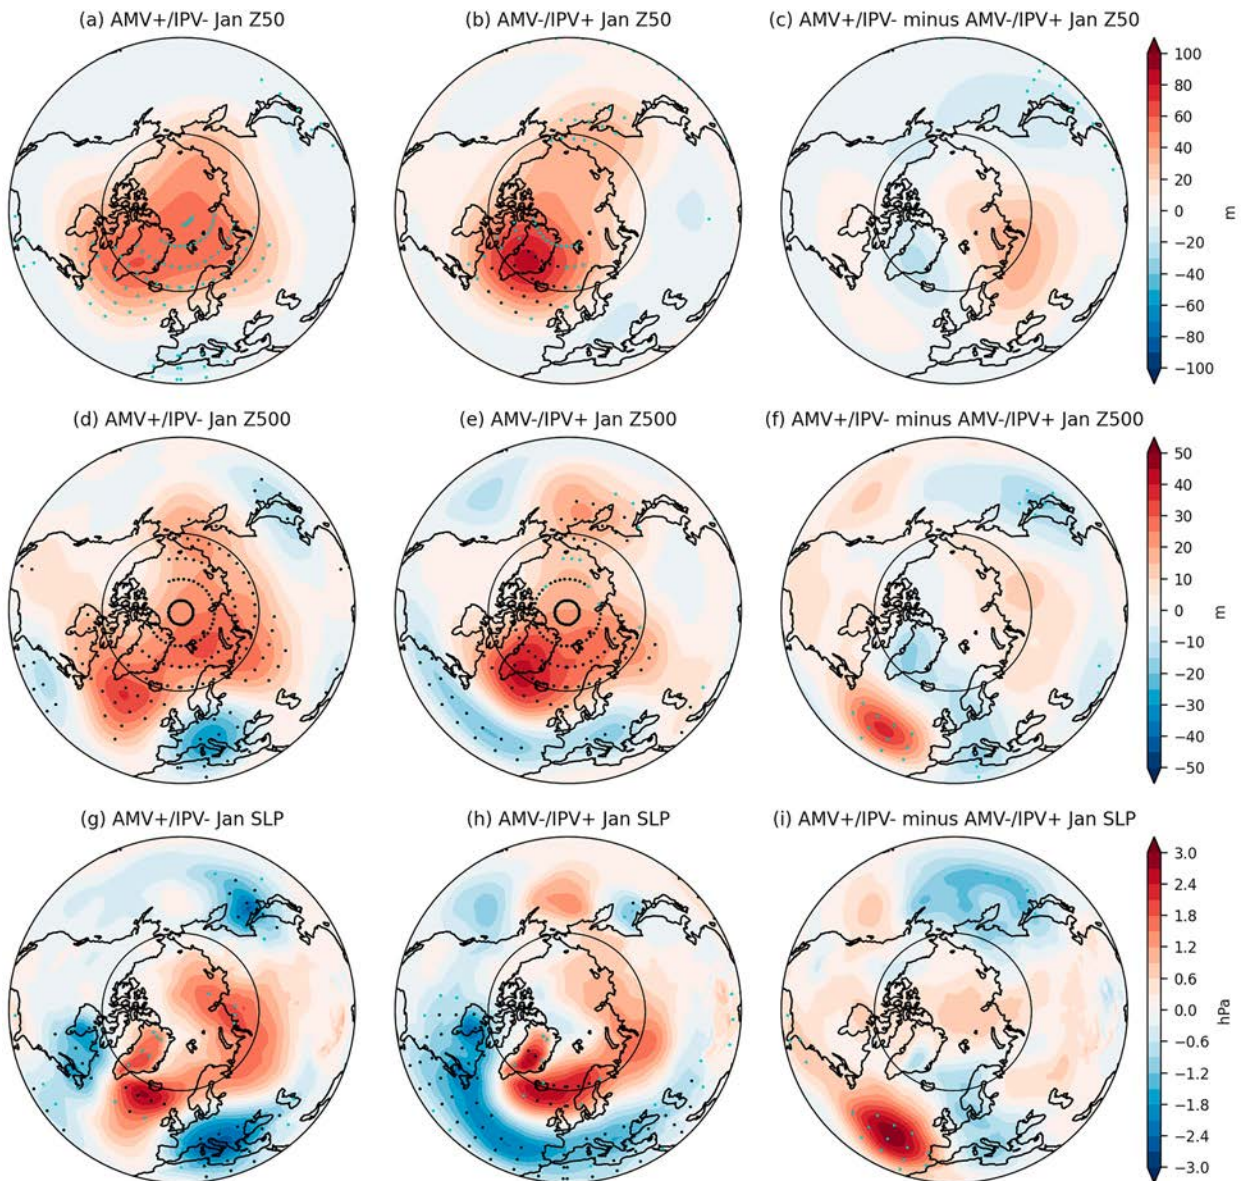 (a) AMV+/IPV- Jan Z50
(b) AMV-/IPV+ Jan Z50
(c) AMV+/IPV- minus AMV-/IPV+ Jan Z50
100
80
60
40
20
0
−20
−40
−60
−80
−100
m
(d) AMV+/IPV- Jan Z500
(e) AMV-/IPV+ Jan Z500
(f) AMV+/IPV- minus AMV-/IPV+ Jan Z500
50
40
30
20
10
0
−10
−20
−30
−40
−50
m
(g) AMV+/IPV- Jan SLP
(h) AMV-/IPV+ Jan SLP
(i) AMV+/IPV- minus AMV-/IPV+ Jan SLP
3.0
2.4
1.8
1.2
0.6
0.0
−0.6
−1.2
−1.8
−2.4
−3.0
hPa